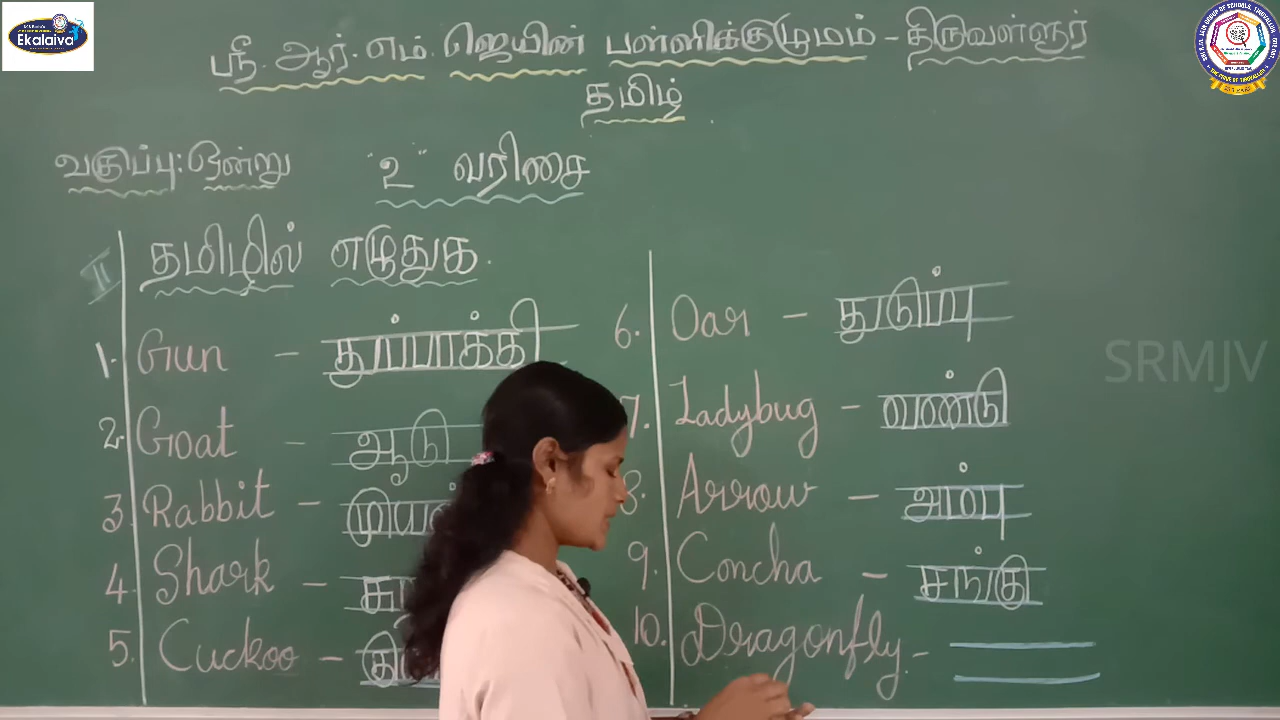 Ekalaiva
ஸ்ரீ. ஆர். எம். ஜெயின் பள்ளிக்குழுமம் - திருவள்ளூர்
தமிழ்
வகுப்பு: ஒன்று "உ" வரிசை
II தமிழில் எழுதுக.
1. Gun - துப்பாக்கி
2. Goat - ஆடு
3. Rabbit - முயல்
4. Shark - சு
5. Cuckoo - கு
6. Oar - துடுப்பு
7. Ladybug - வண்டு
8. Arrow - அம்பு
9. Concha - சங்கு
10. Dragonfly. -
SRMJV